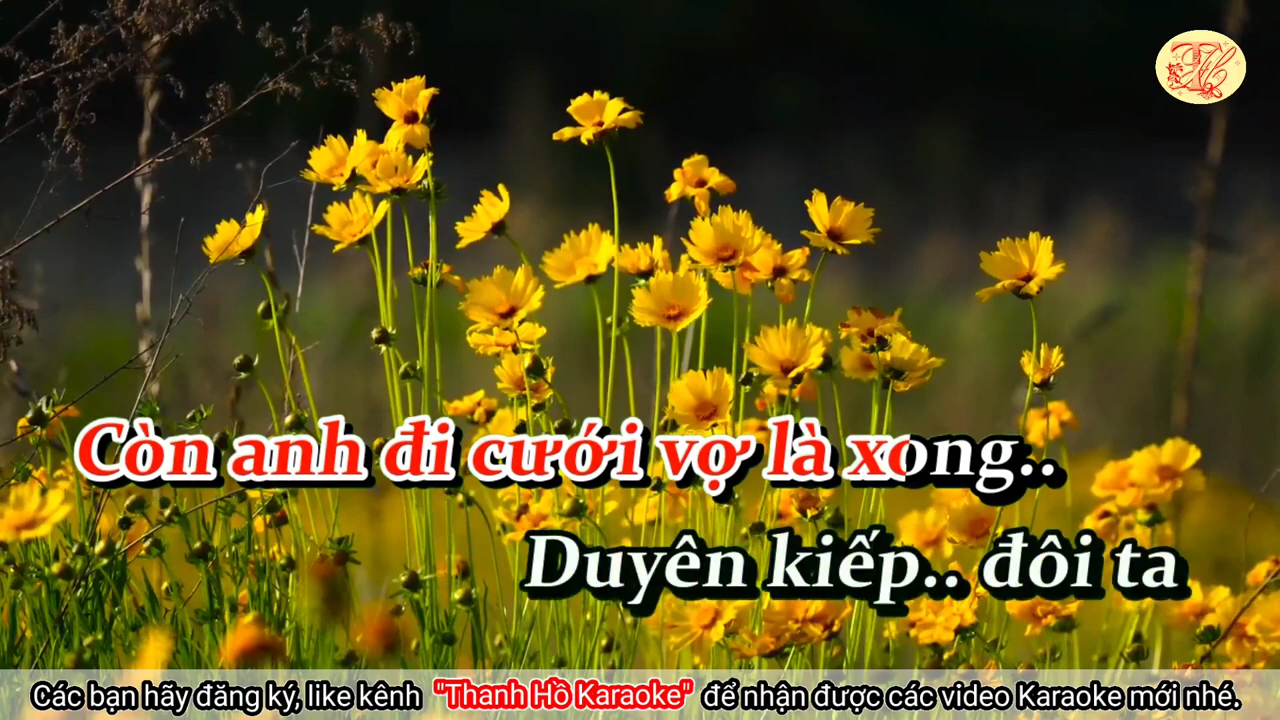 Còn anh đi cưới vợ là xong..
Duyên kiếp.. đôi ta
Các bạn hãy đăng ký, like kênh "Thanh Hồ Karaoke" để nhận được các video Karaoke mới nhé.